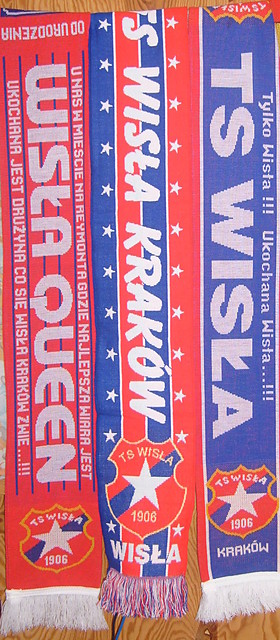 OD URODZENIA
U NAS W MIEŚCIE NA REYMONTA GDZIE NAJLEPSZA WIARA JEST
WISŁA QUEEN
UKOCHANA JEST DRUŻYNA CO SIĘ WISŁA KRAKÓW ZWIE...!!!
TS WISŁA
1906
TS WISŁA KRAKÓW
TS WISŁA
1906
WISŁA
Tylko Wisła !!! Ukochana Wisła...!!!
TS WISŁA
TS WISŁA
1906
KRAKÓW